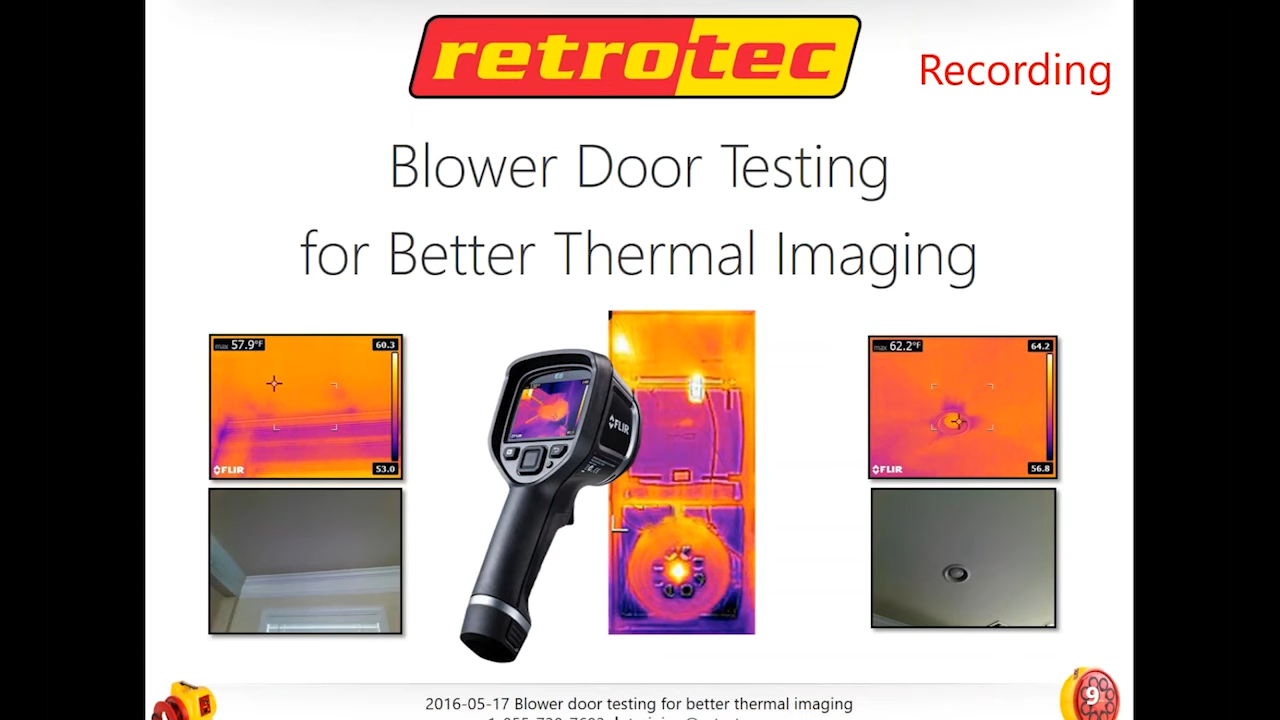 retrotec
Recording
Blower Door Testing
for Better Thermal Imaging
max 57.9°F
60.3
53.0
FLIR
FLIR
max 62.2°F
64.2
56.8
FLIR
9
2016-05-17 Blower door testing for better thermal imaging